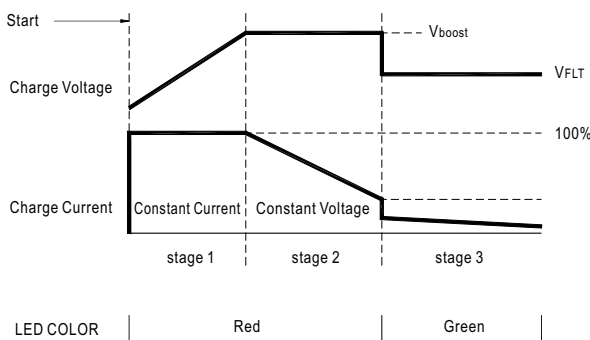 Start
Vboost
Charge Voltage
VFLT
100%
Charge Current
Constant Current
Constant Voltage
stage 1
stage 2
stage 3
LED COLOR
Red
Green